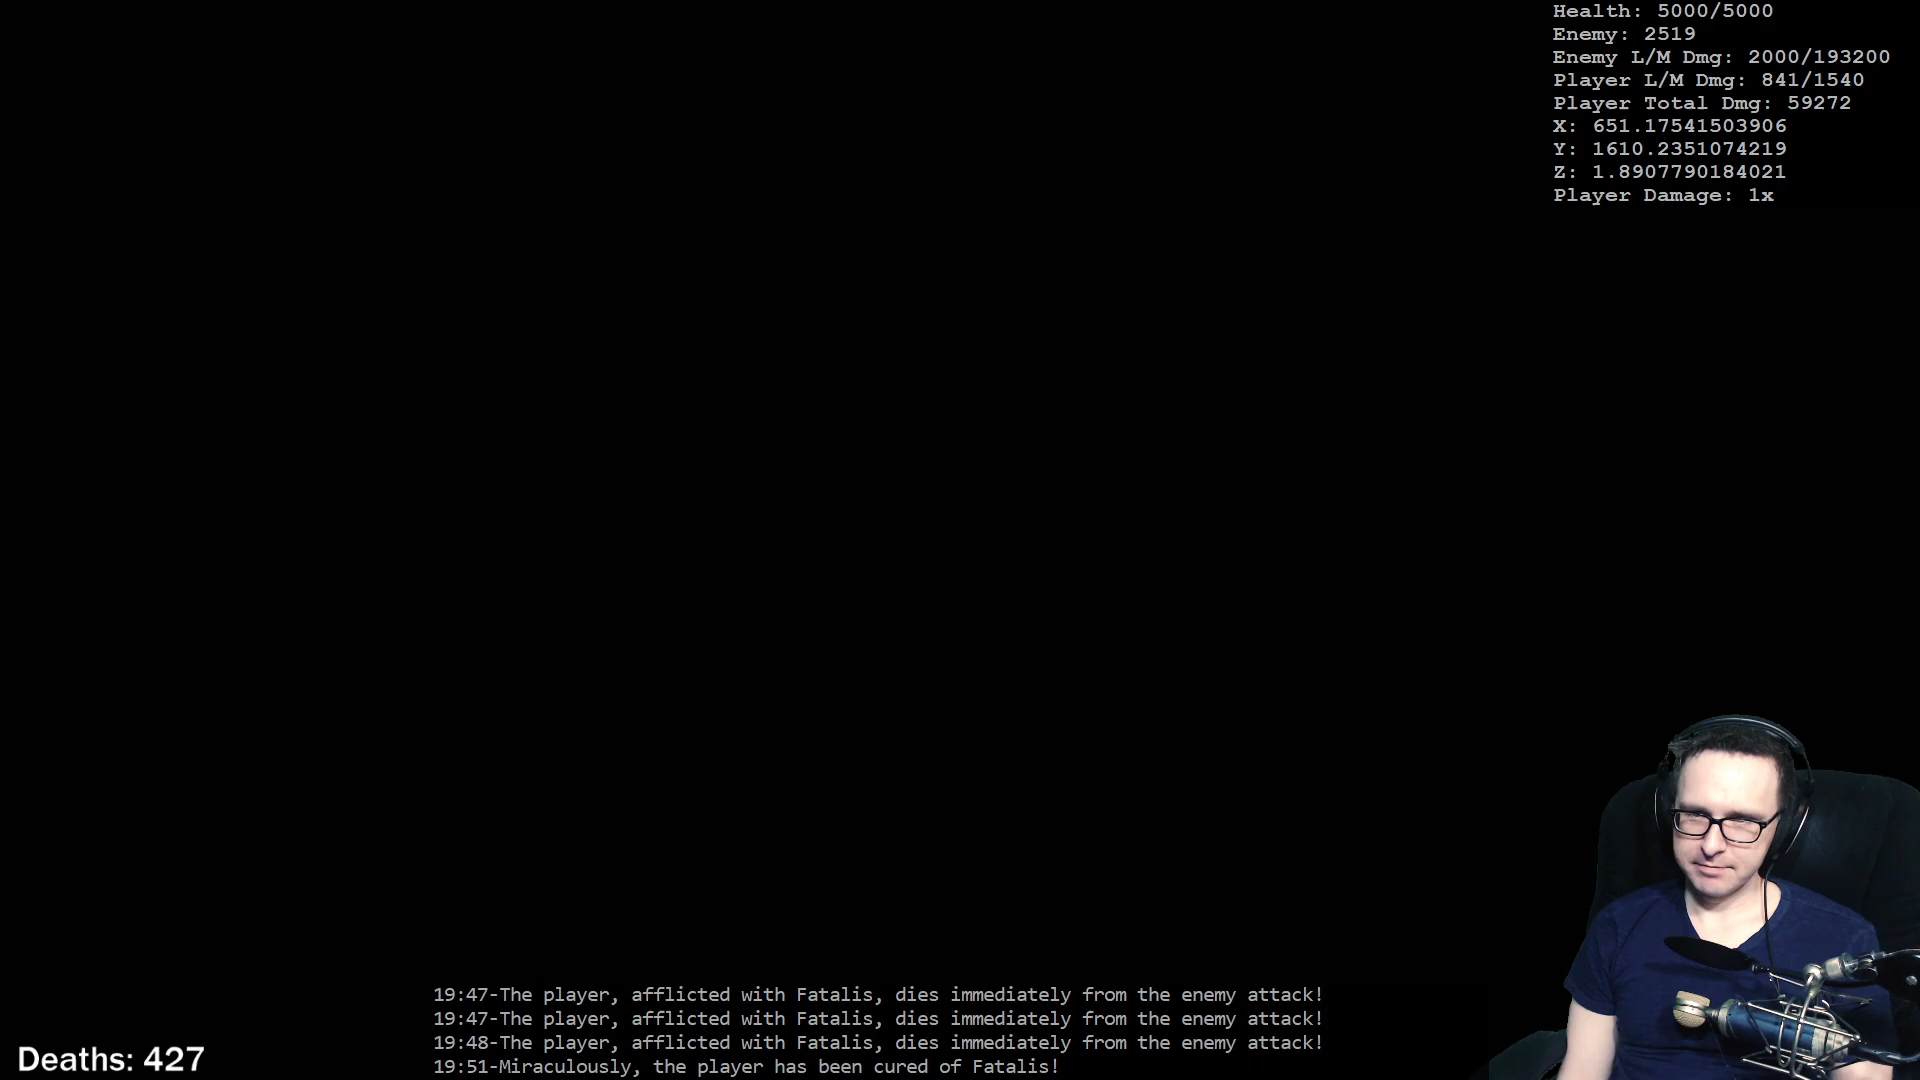 Health: 5000/5000
Enemy: 2519
Enemy L/M Dmg: 2000/193200
Player L/M Dmg: 841/1540
Player Total Dmg: 59272
X: 651.17541503906
Y: 1610.2351074219
Z: 1.8907790184021
Player Damage: 1x
19:47-The player, afflicted with Fatalis, dies immediately from the enemy attack!
19:47-The player, afflicted with Fatalis, dies immediately from the enemy attack!
19:48-The player, afflicted with Fatalis, dies immediately from the enemy attack!
19:51-Miraculously, the player has been cured of Fatalis!
Deaths: 427